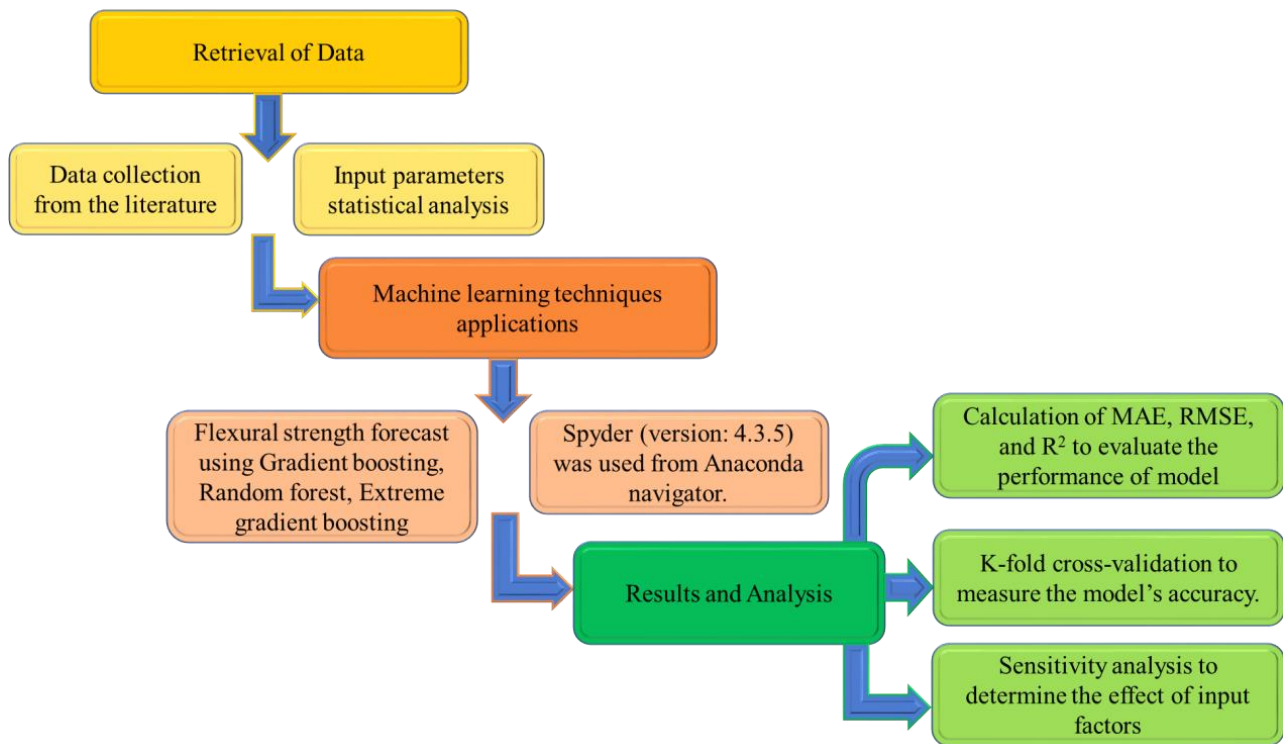 Retrieval of Data
Data collection
from the literature
Input parameters
statistical analysis
Machine learning techniques
applications
Flexural strength forecast
using Gradient boosting,
Random forest, Extreme
gradient boosting
Spyder (version: 4.3.5)
was used from Anaconda
navigator.
Results and Analysis
Calculation of MAE, RMSE,
and R² to evaluate the
performance of model
K-fold cross-validation to
measure the model’s accuracy.
Sensitivity analysis to
determine the effect of input
factors